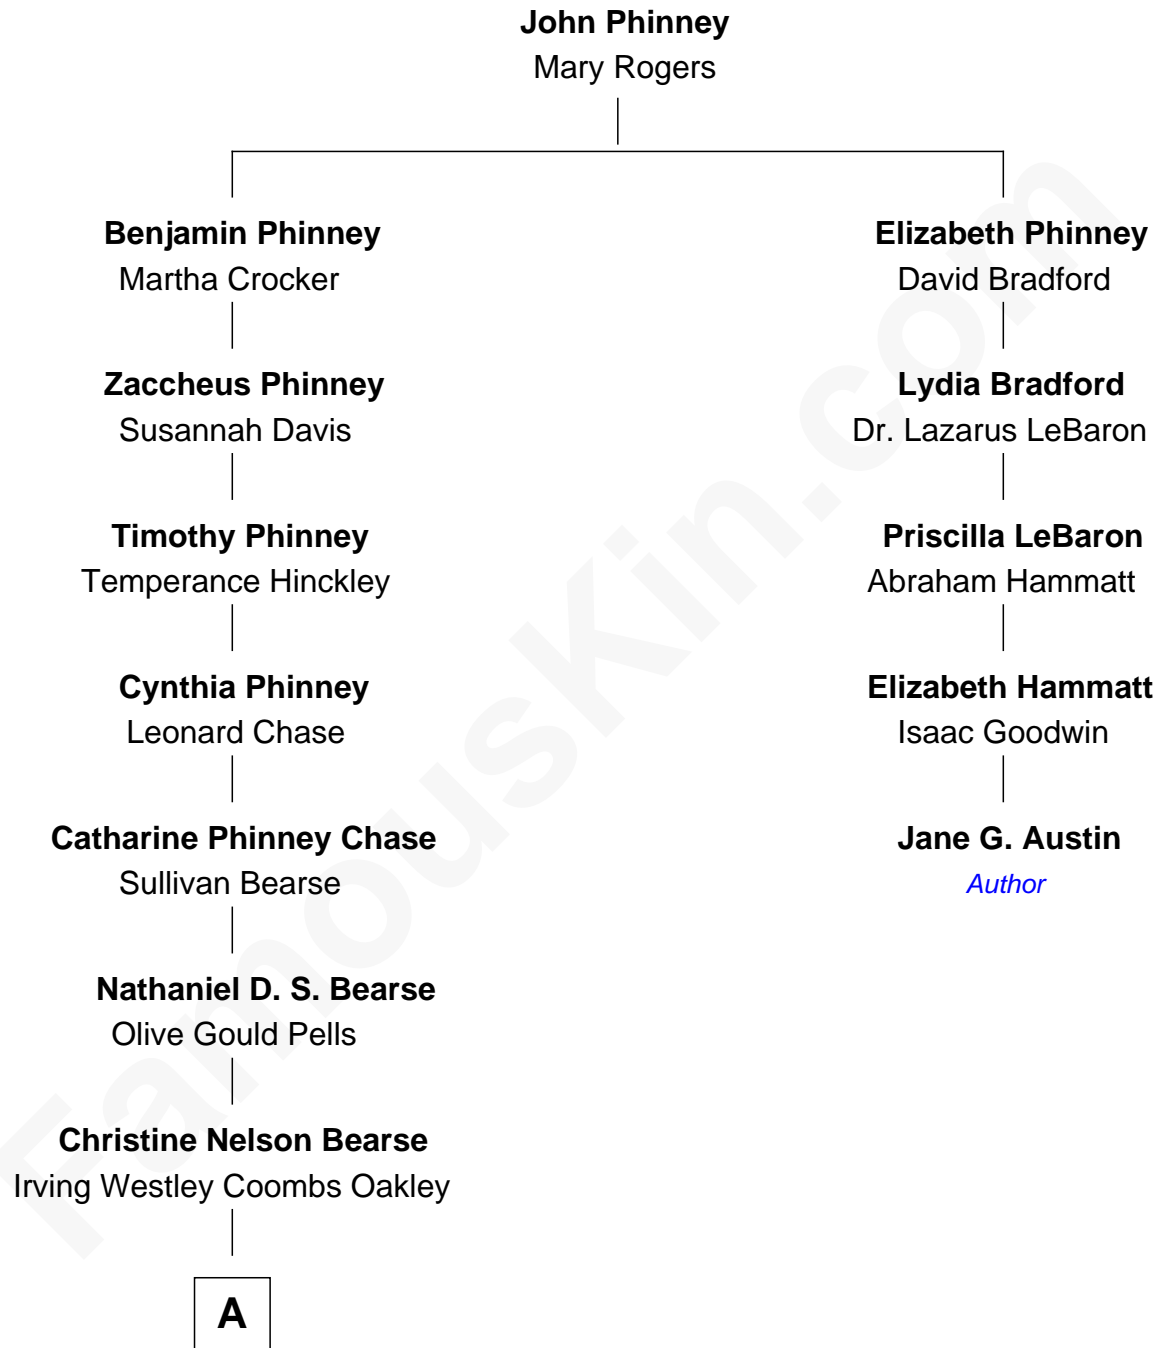 John Phinney
Mary Rogers
Benjamin Phinney
Martha Crocker
Elizabeth Phinney
David Bradford
Zaccheus Phinney
Susannah Davis
Lydia Bradford
Dr. Lazarus LeBaron
Timothy Phinney
Temperance Hinckley
Priscilla LeBaron
Abraham Hammatt
Cynthia Phinney
Leonard Chase
Elizabeth Hammatt
Isaac Goodwin
Catharine Phinney Chase
Sullivan Bearse
Jane G. Austin
Author
Nathaniel D. S. Bearse
Olive Gould Pells
Christine Nelson Bearse
Irving Westley Coombs Oakley
A
FamousKin.com